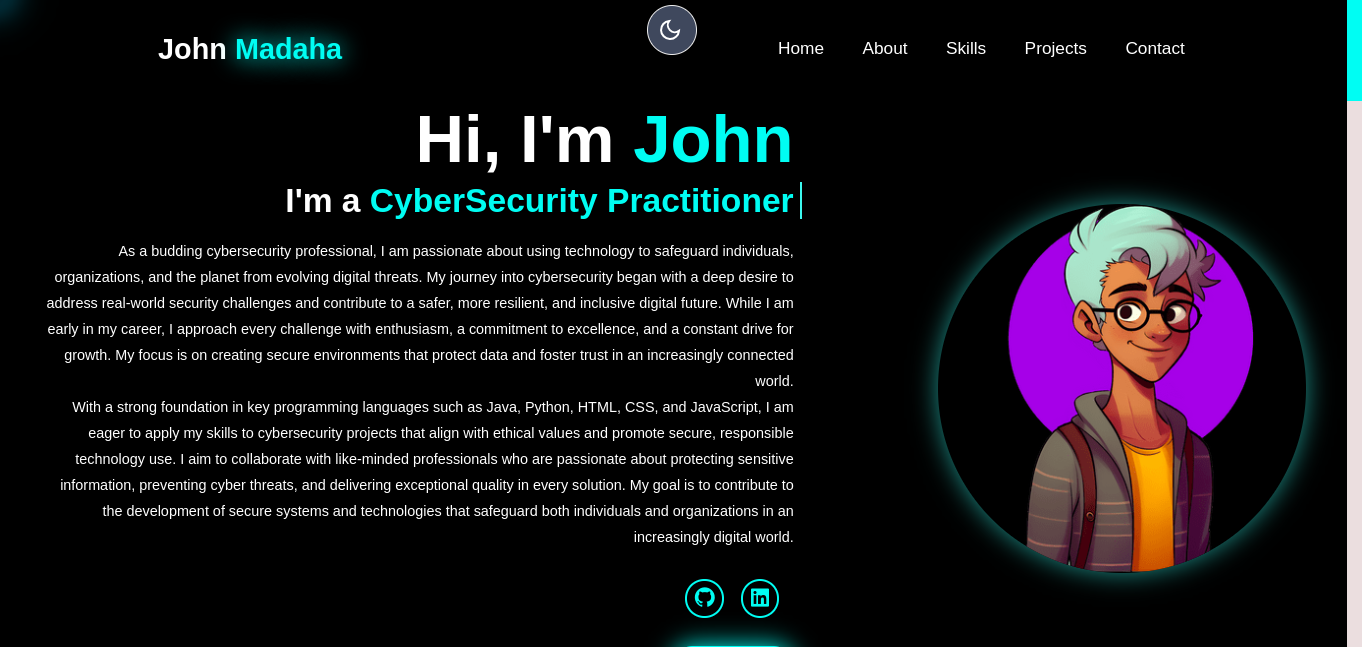 John Madaha
Home About Skills Projects Contact
Hi, I'm John
I'm a CyberSecurity Practitioner
As a budding cybersecurity professional, I am passionate about using technology to safeguard individuals,
organizations, and the planet from evolving digital threats. My journey into cybersecurity began with a deep desire to
address real-world security challenges and contribute to a safer, more resilient, and inclusive digital future. While I am
early in my career, I approach every challenge with enthusiasm, a commitment to excellence, and a constant drive for
growth. My focus is on creating secure environments that protect data and foster trust in an increasingly connected
world.
With a strong foundation in key programming languages such as Java, Python, HTML, CSS, and JavaScript, I am
eager to apply my skills to cybersecurity projects that align with ethical values and promote secure, responsible
technology use. I aim to collaborate with like-minded professionals who are passionate about protecting sensitive
information, preventing cyber threats, and delivering exceptional quality in every solution. My goal is to contribute to
the development of secure systems and technologies that safeguard both individuals and organizations in an
increasingly digital world.